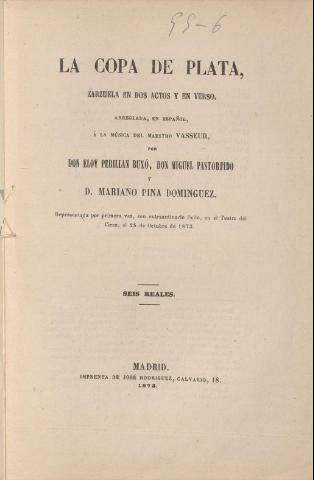 99-6
LA COPA DE PLATA,
ZARZUELA EN DOS ACTOS Y EN VERSO,
ARREGLADA, EN ESPAÑOL,
Á LA MÚSICA DEL MAESTRO VASSEUR,
POR
DON ELOY PERILLAN BUXÓ, DON MIGUEL PASTORFIDO
Y
D. MARIANO PINA DOMINGUEZ.
Representada por primera vez, con extraordinario éxito, en el Teatro del
Circo, el 25 de Octubre de 1873.
SEIS REALES.
MADRID.
IMPRENTA DE JOSÉ RODRIGUEZ, CALVARIO, 18.
1873.